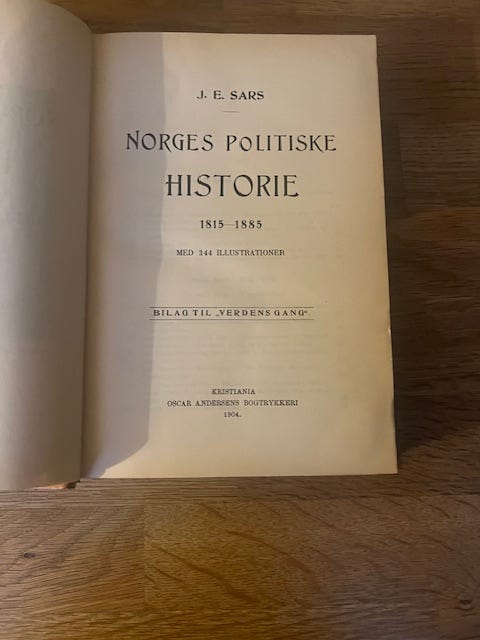 J. E. SARS
NORGES POLITISKE
HISTORIE
1815—1885
MED 344 ILLUSTRATIONER
BILAG TIL „VERDENS GANG“.
KRISTIANIA
OSCAR ANDERSENS BOGTRYKKERI
1904.